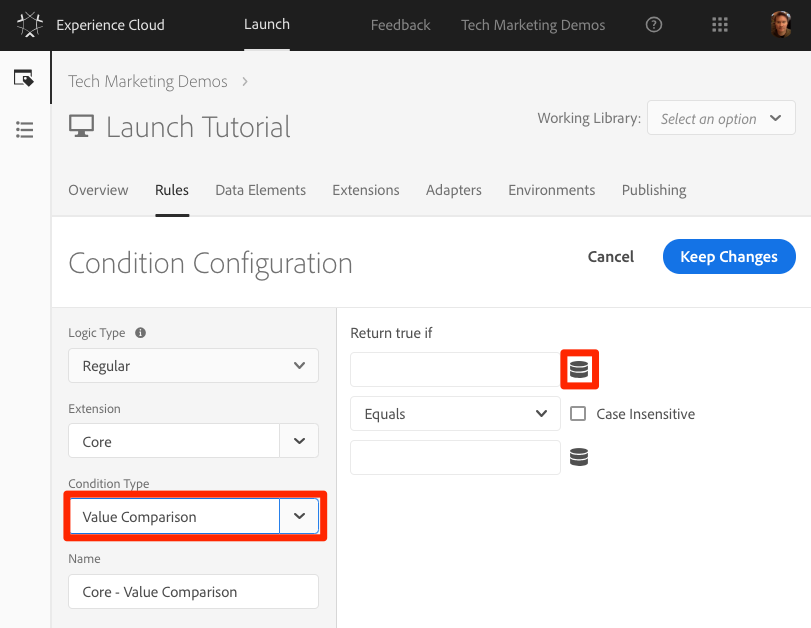 Experience Cloud
Launch
Feedback
Tech Marketing Demos
Tech Marketing Demos
Launch Tutorial
Working Library:
Select an option
Overview
Rules
Data Elements
Extensions
Adapters
Environments
Publishing
Condition Configuration
Cancel
Keep Changes
Logic Type
Regular
Extension
Core
Condition Type
Value Comparison
Name
Core - Value Comparison
Return true if
Equals
Case Insensitive